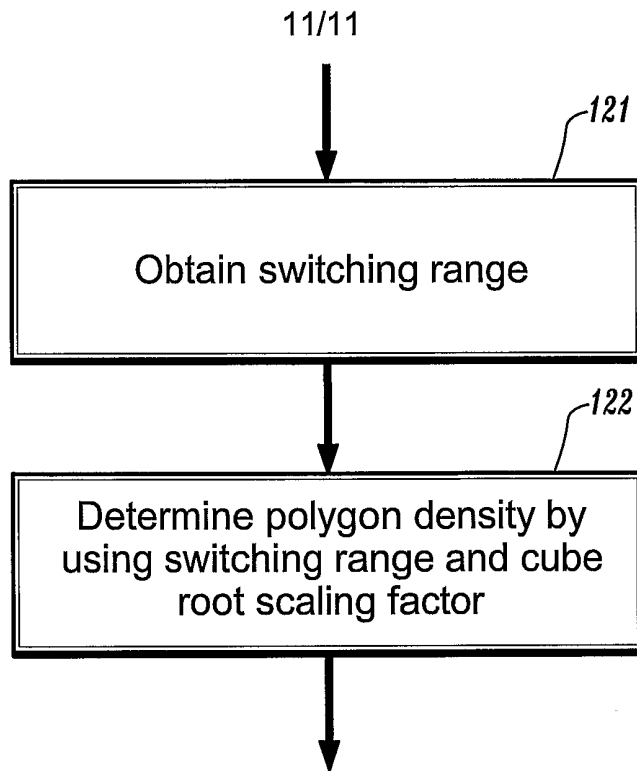 11/11
121
Obtain switching range
122
Determine polygon density by
using switching range and cube
root scaling factor